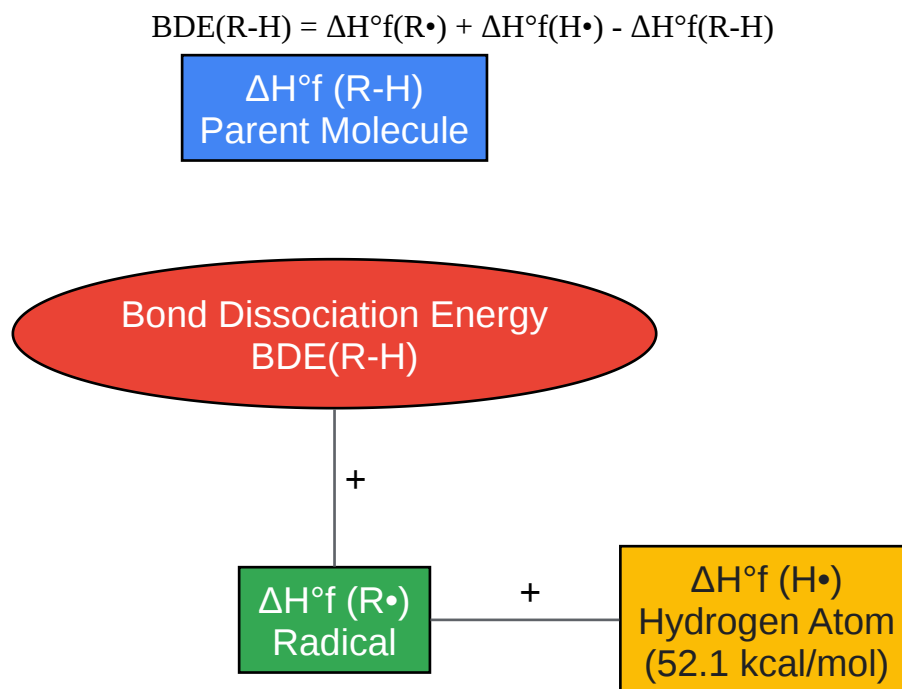 BDE(R-H) = ΔH°f(R•) + ΔH°f(H•) - ΔH°f(R-H)
ΔH°f (R-H)
Parent Molecule
Bond Dissociation Energy
BDE(R-H)
+
ΔH°f (R•)
Radical
+
ΔH°f (H•)
Hydrogen Atom
(52.1 kcal/mol)